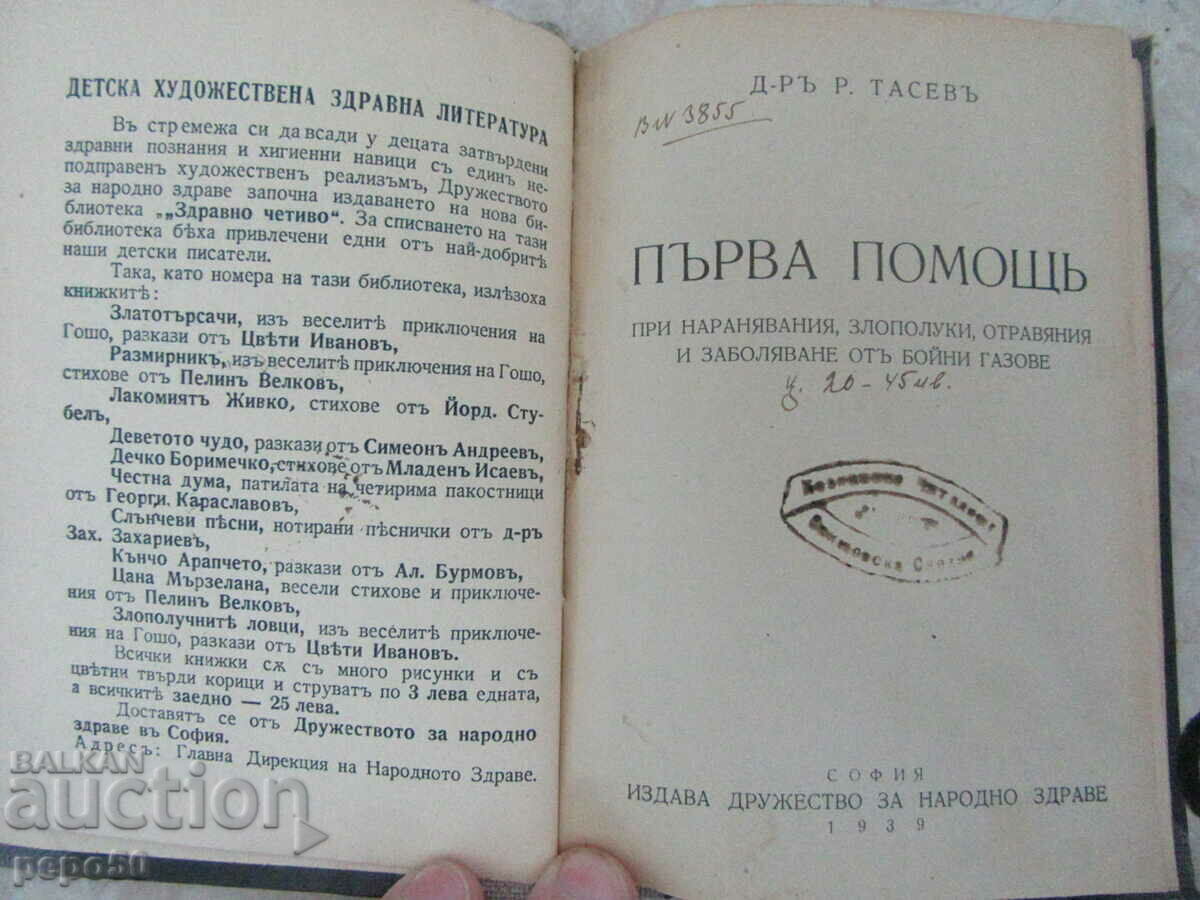 ДЕТСКА ХУДОЖЕСТВЕНА ЗДРАВНА ЛИТЕРАТУРА
Въ стремежа си да всади у децата затвърдени
здравни познания и хигиенни навици съ единъ не-
подправенъ художественъ реализъмъ, Дружеството
за народно здраве започна издаването на нова би-
блиотека „„Здравно четиво“. За списването на тази
библиотека бѣха привлечени едни отъ най-добритѣ
наши детски писатели.
Така, като номера на тази библиотека, излѣзоха
книжкитѣ:
Златотърсачи, изъ веселитѣ приключения на
Гошо, разкази отъ Цвѣти Ивановъ,
Размирникъ, изъ веселитѣ приключения на Гошо,
стихове отъ Пелинъ Велковъ,
Лакомиятъ Живко, стихове отъ Йорд. Сту-
белъ,
Деветото чудо, разкази отъ Симеонъ Андреевъ,
Дечко Боримечко, стихове отъ Младенъ Исаевъ,
Честна дума, патилата на четирима пакостници
отъ Георги Караславовъ.
Слънчеви пѣсни, нотирани пѣснички отъ д-ръ
Зах. Захариевъ,
Кънчо Арапчето, разкази отъ Ал. Бурмовъ,
Цана Мързелана, весели стихове и приключе-
ния отъ Пелинъ Велковъ,
Злополучнитѣ ловци, изъ веселитѣ приключе-
ния на Гошо, разкази отъ Цвѣти Ивановъ.
Всички книжки сѫ съ много рисунки и съ
цвѣтни твърди корици и струватъ по 3 лева едната,
а всичкитѣ заедно — 25 лева.
Доставятъ се отъ Дружеството за народно
здраве въ София.
Адресъ: Главна Дирекция на Народното Здраве.
Д-РЪ Р. ТАСЕВЪ
3855
ПЪРВА ПОМОЩЬ
ПРИ НАРАНЯВАНИЯ, ЗЛОПОЛУКИ, ОТРАВЯНИЯ
И ЗАБОЛЯВАНЕ ОТЪ БОЙНИ ГАЗОВЕ
ц. 20 - 45 лв.
СОФИЯ
ИЗДАВА ДРУЖЕСТВО ЗА НАРОДНО ЗДРАВЕ
1939
BALKAN
auction
pepo50